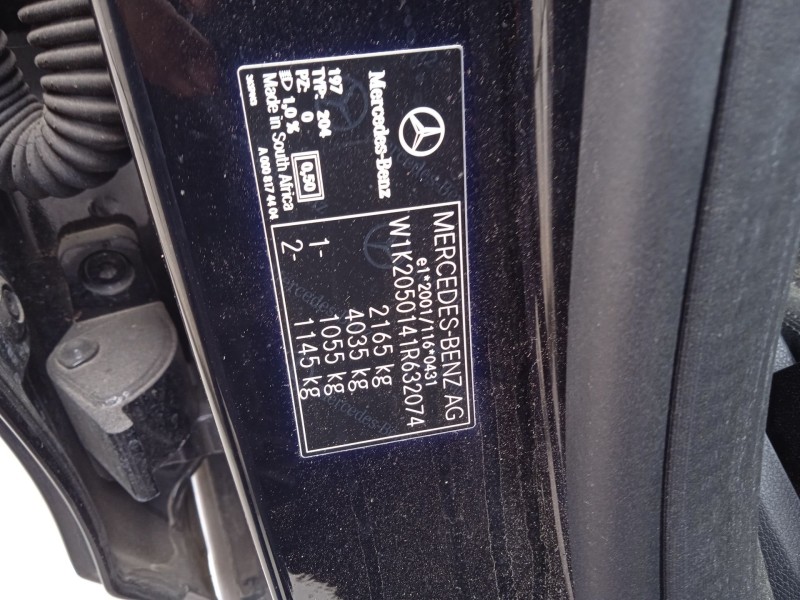 MERCEDES-BENZ AG
e1*2001/116*0431
W1K2050141R632074
2165 kg
4035 kg
1- 1055 kg
2- 1145 kg
Mercedes-Benz
197
TYP: 204
PZ: 0
1,0 % 0,50
Made in South Africa
A 000 817 44 04